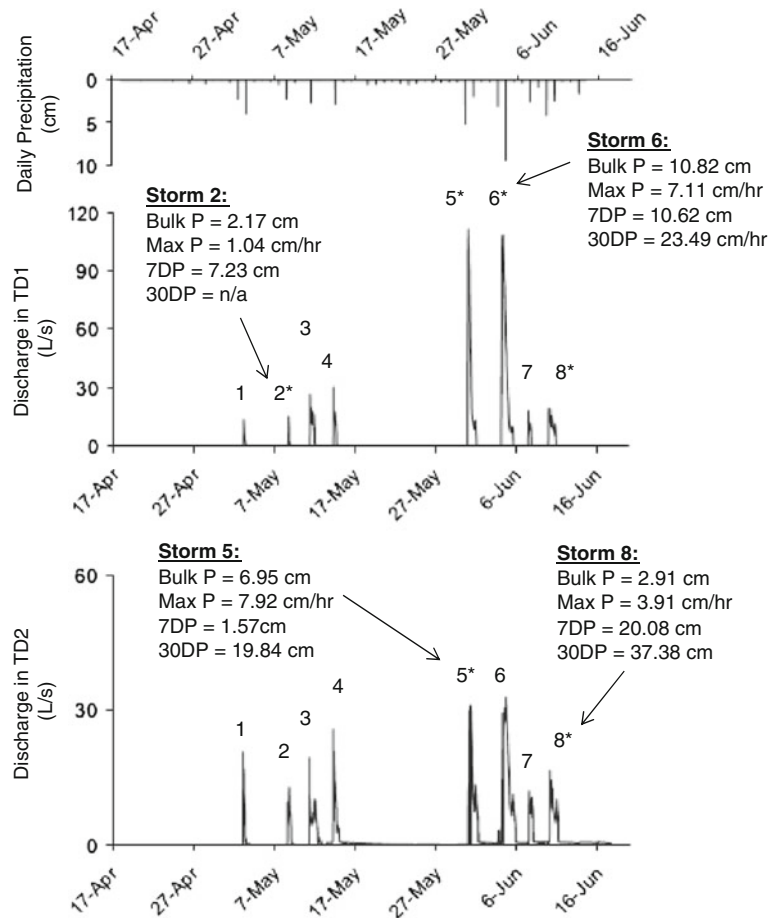 17-Apr 27-Apr 7-May 17-May 27-May 6-Jun 16-Jun
Daily Precipitation
(cm)
0
5
10
Storm 6:
Bulk P = 10.82 cm
Max P = 7.11 cm/hr
7DP = 10.62 cm
30DP = 23.49 cm/hr
Storm 2:
Bulk P = 2.17 cm
Max P = 1.04 cm/hr
7DP = 7.23 cm
30DP = n/a
Discharge in TD1
(L/s)
120
90
60
30
0
1 2* 3 4 5* 6* 7 8*
17-Apr 27-Apr 7-May 17-May 27-May 6-Jun 16-Jun
Storm 5:
Bulk P = 6.95 cm
Max P = 7.92 cm/hr
7DP = 1.57cm
30DP = 19.84 cm
Storm 8:
Bulk P = 2.91 cm
Max P = 3.91 cm/hr
7DP = 20.08 cm
30DP = 37.38 cm
Discharge in TD2
(L/s)
60
30
0
1 2 3 4 5* 6 7 8*
17-Apr 27-Apr 7-May 17-May 27-May 6-Jun 16-Jun